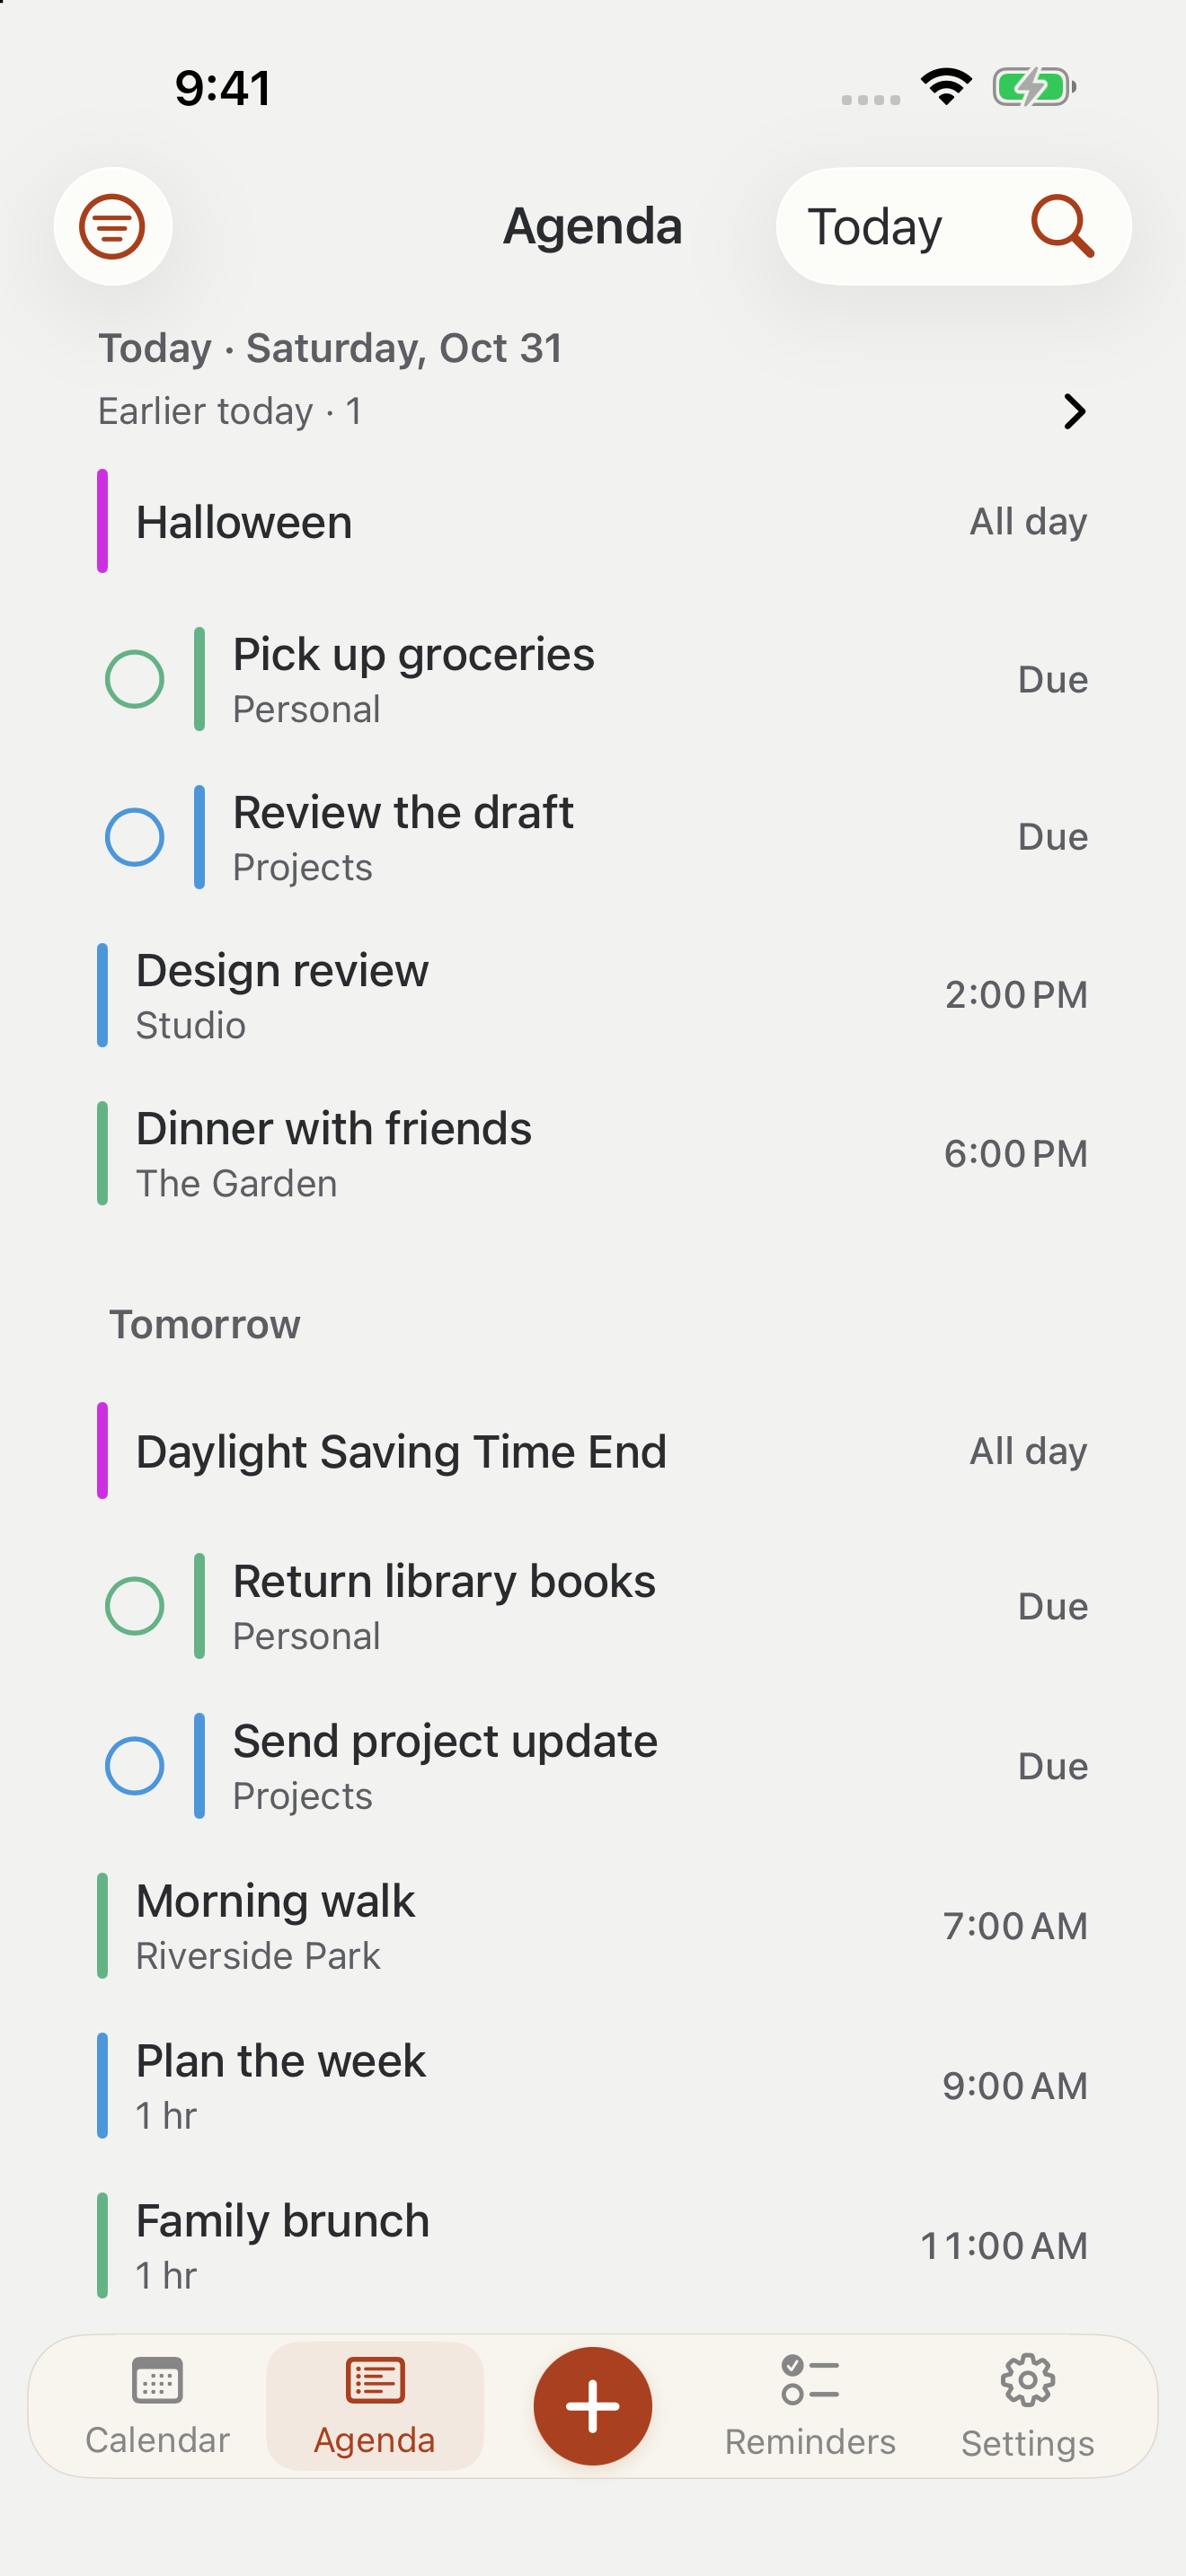 9:41
Agenda
Today
Today · Saturday, Oct 31
Earlier today · 1
Halloween
All day
Pick up groceries
Personal
Due
Review the draft
Projects
Due
Design review
Studio
2:00 PM
Dinner with friends
The Garden
6:00 PM
Tomorrow
Daylight Saving Time End
All day
Return library books
Personal
Due
Send project update
Projects
Due
Morning walk
Riverside Park
7:00 AM
Plan the week
1 hr
9:00 AM
Family brunch
1 hr
11:00 AM
Calendar
Agenda
Reminders
Settings